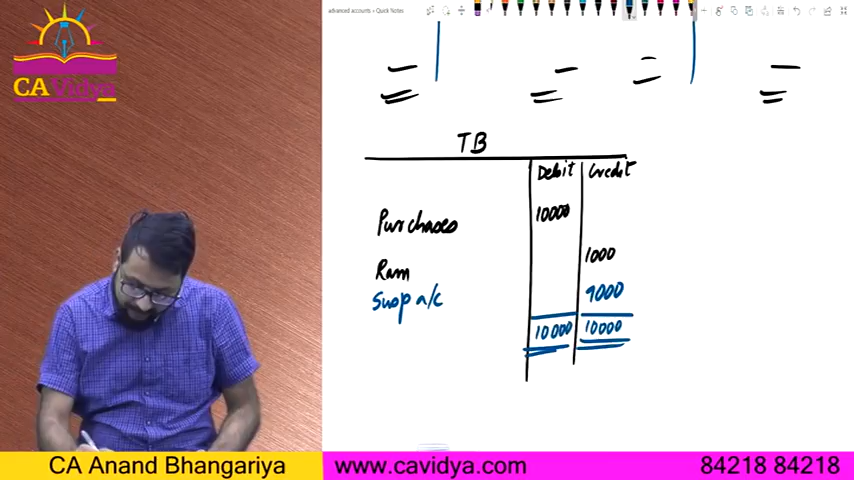 advanced accounts - Quick Notes
CA Vidya
TB
Debit Credit
Purchases 10000
Ram 1000
Susp a/c 9000
10000 10000
CA Anand Bhangariya www.cavidya.com 84218 84218